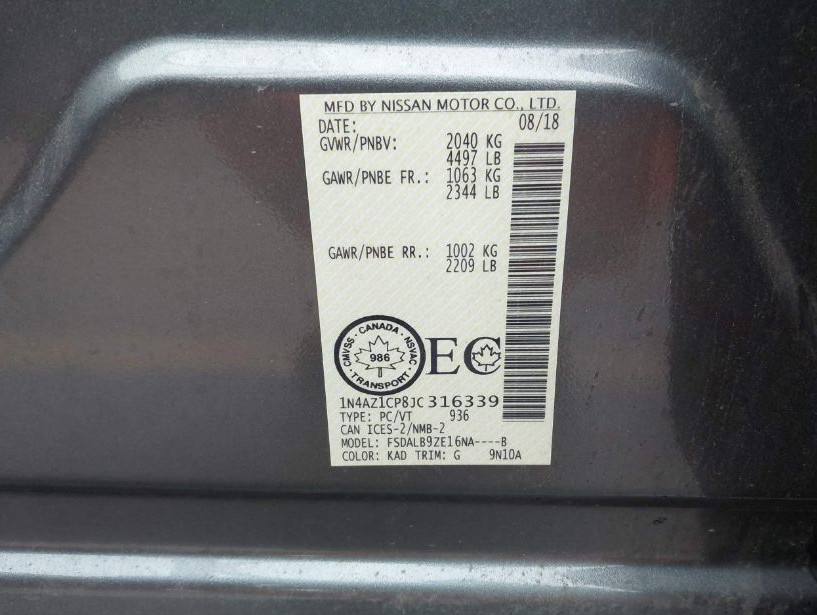 MFD BY NISSAN MOTOR CO., LTD.
DATE: 08/18
GVWR/PNBV: 2040 KG
4497 LB
GAWR/PNBE FR.: 1063 KG
2344 LB
GAWR/PNBE RR.: 1002 KG
2209 LB
CMVSS · CANADA · NSVAC
986
· TRANSPORT ·
EC
1N4AZ1CP8JC316339
TYPE: PC/VT 936
CAN ICES-2/NMB-2
MODEL: FSDALB9ZE16NA----B
COLOR: KAD TRIM: G 9N10A